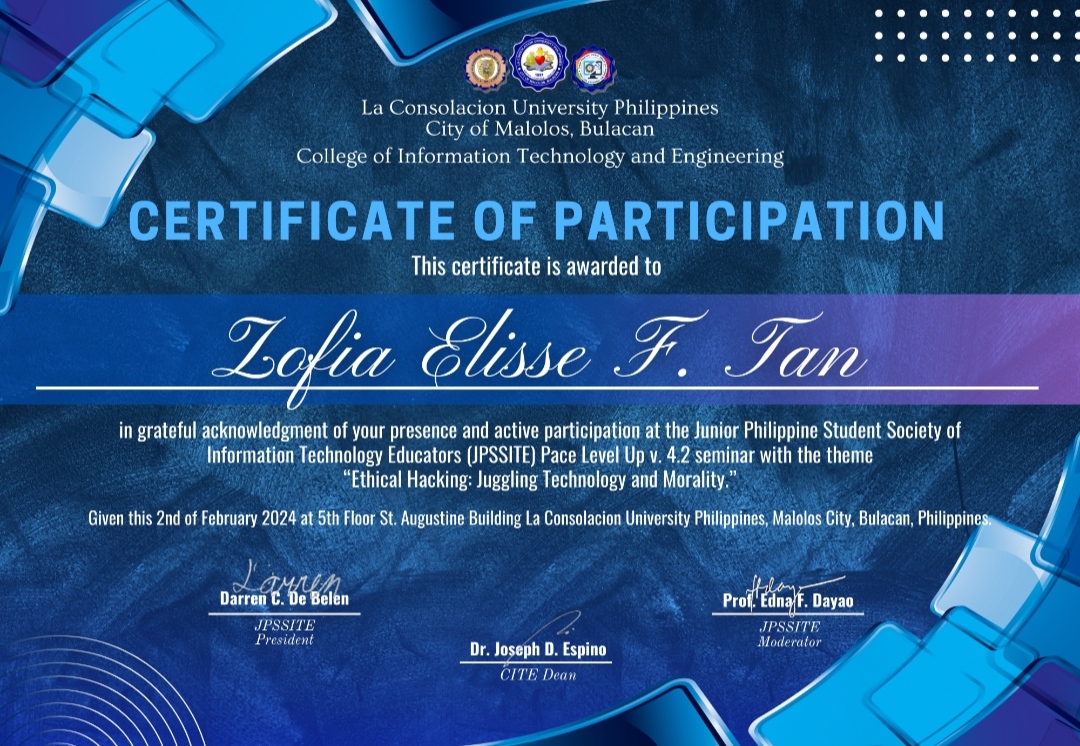 La Consolacion University Philippines
City of Malolos, Bulacan
College of Information Technology and Engineering
CERTIFICATE OF PARTICIPATION
This certificate is awarded to
Zofia Elisse F. Tan
in grateful acknowledgment of your presence and active participation at the Junior Philippine Student Society of
Information Technology Educators (JPSSITE) Pace Level Up v. 4.2 seminar with the theme
“Ethical Hacking: Juggling Technology and Morality.”
Given this 2nd of February 2024 at 5th Floor St. Augustine Building La Consolacion University Philippines, Malolos City, Bulacan, Philippines.
Darren
Darren C. De Belen
JPSSITE
President
Prof. Edna F. Dayao
JPSSITE
Moderator
Dr. Joseph D. Espino
CITE Dean